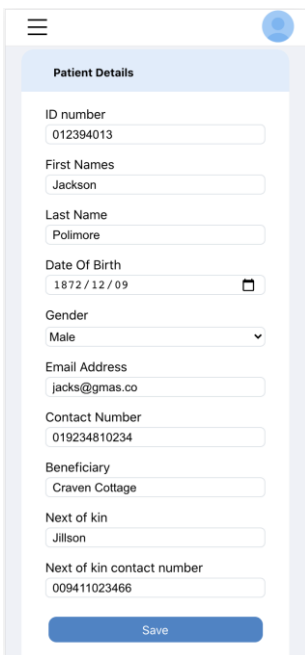 Patient Details
ID number
012394013
First Names
Jackson
Last Name
Polimore
Date Of Birth
1872/12/09
Gender
Male
Email Address
jacks@gmas.co
Contact Number
019234810234
Beneficiary
Craven Cottage
Next of kin
Jillson
Next of kin contact number
009411023466
Save